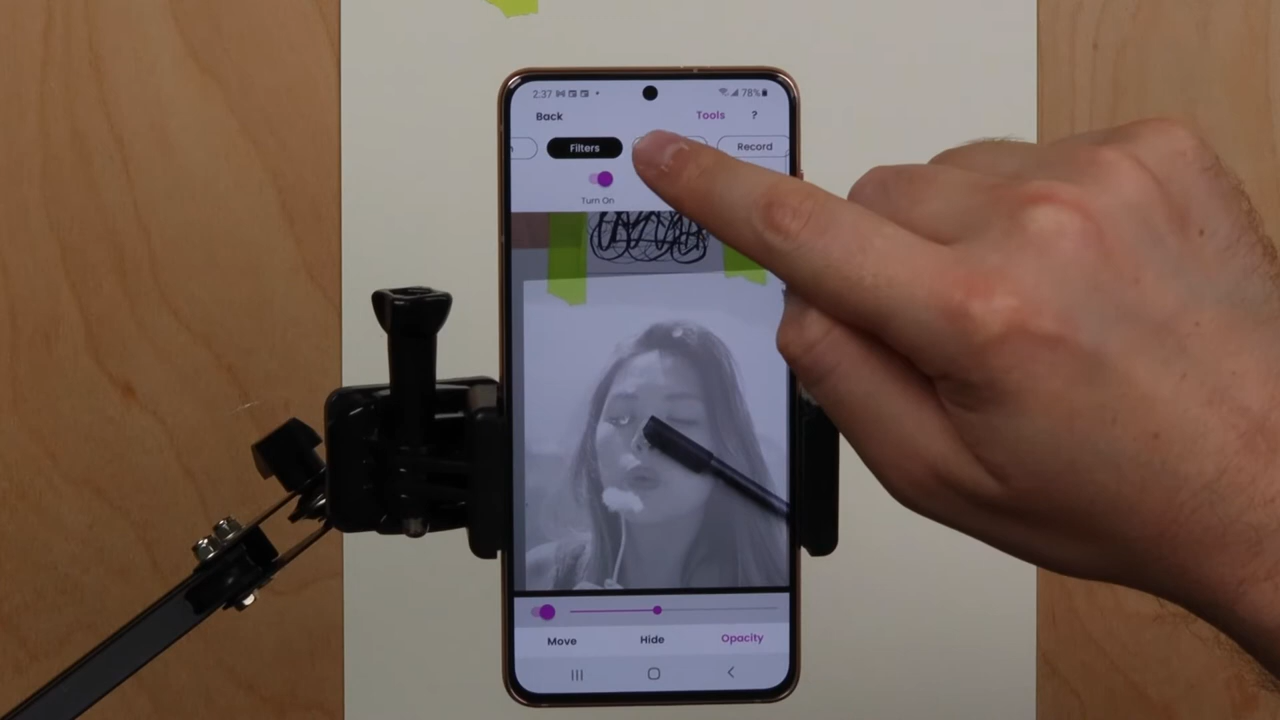 2.37 78%
Back Tools ?
Filters Record
Turn On
Move Hide Opacity